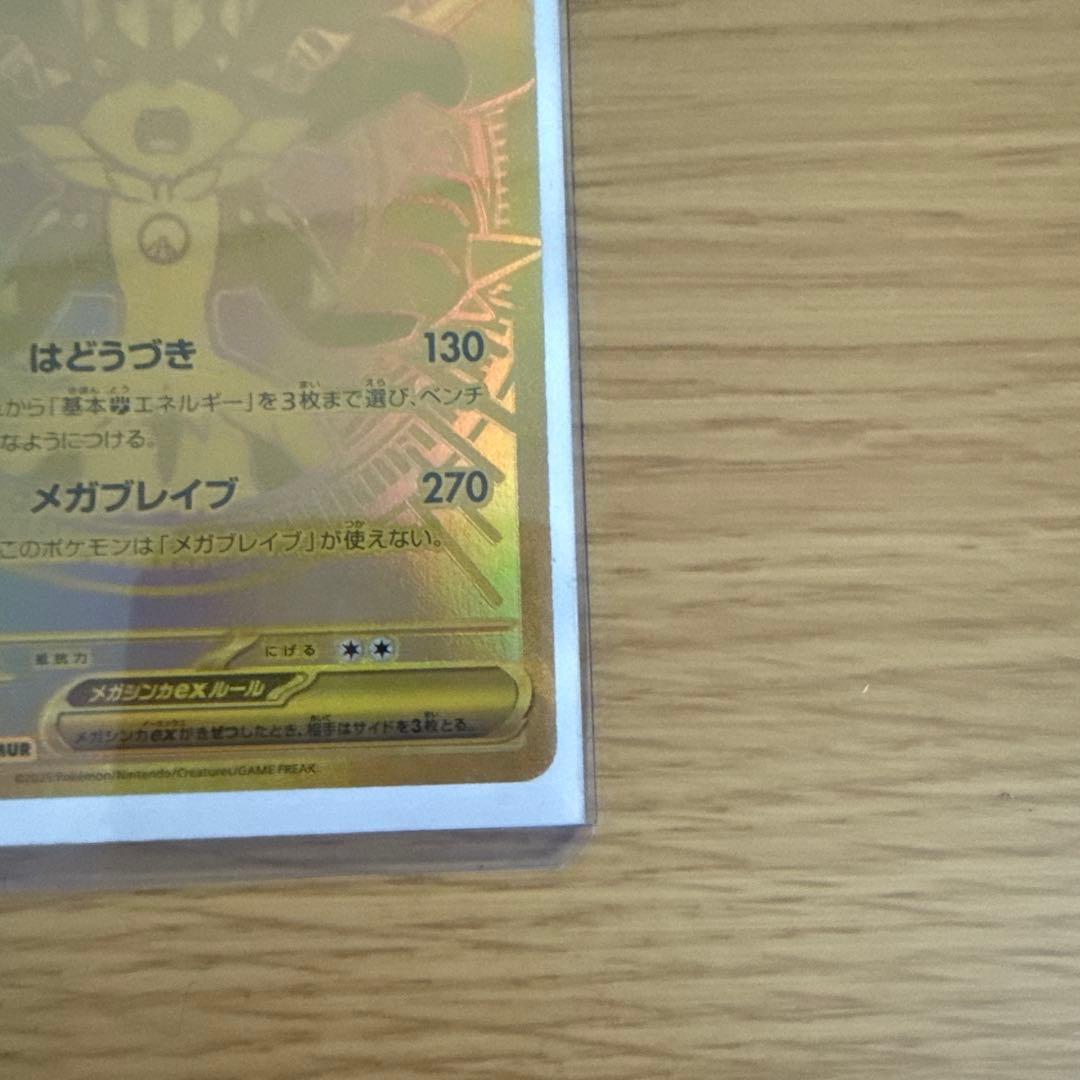 はどうづき 130
から「基本エネルギー」を3枚まで選び、ベンチ
なようにつける。
メガブレイブ 270
このポケモンは「メガブレイブ」が使えない。
抵抗力 にげる
メガシンカexルール
メガシンカexがきぜつしたとき、相手はサイドを3枚とる。
MUR
©2025 Pokémon/Nintendo/Creatures/GAME FREAK.